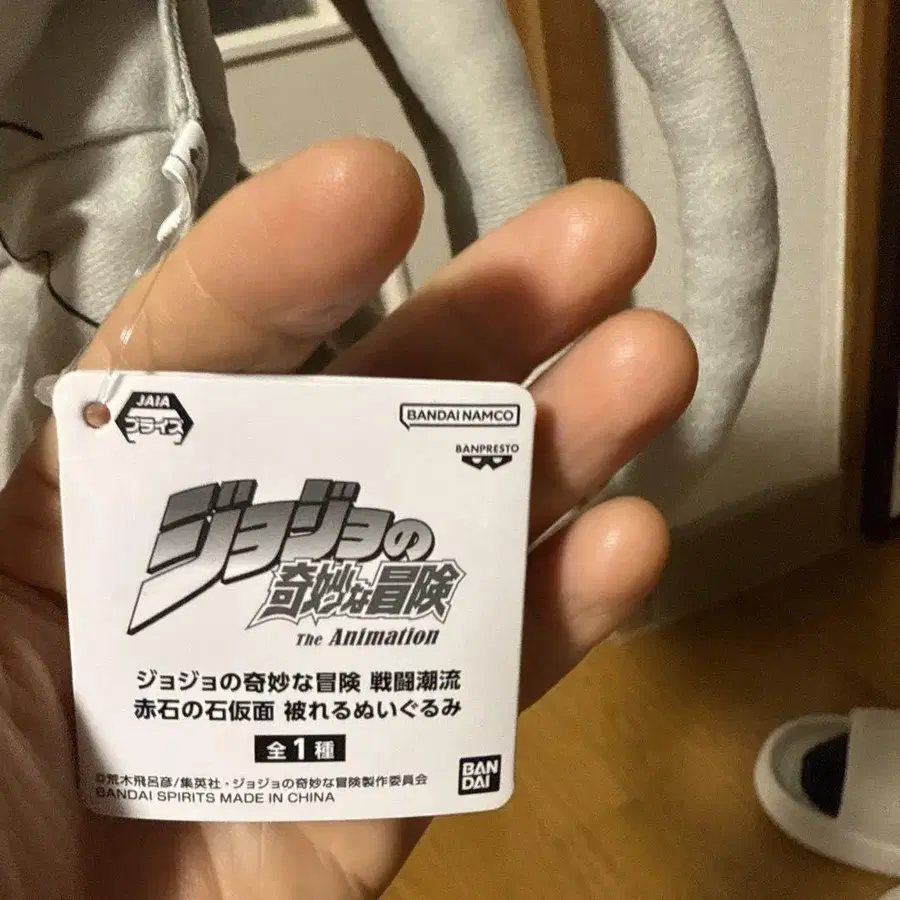 JAIA
プライズ
BANDAI NAMCO
BANPRESTO
ジョジョの
奇妙な冒険
The Animation
ジョジョの奇妙な冒険 戦闘潮流
赤石の石仮面 被れるぬいぐるみ
全1種
©荒木飛呂彦/集英社・ジョジョの奇妙な冒険製作委員会
BANDAI SPIRITS MADE IN CHINA
BAN
DAI